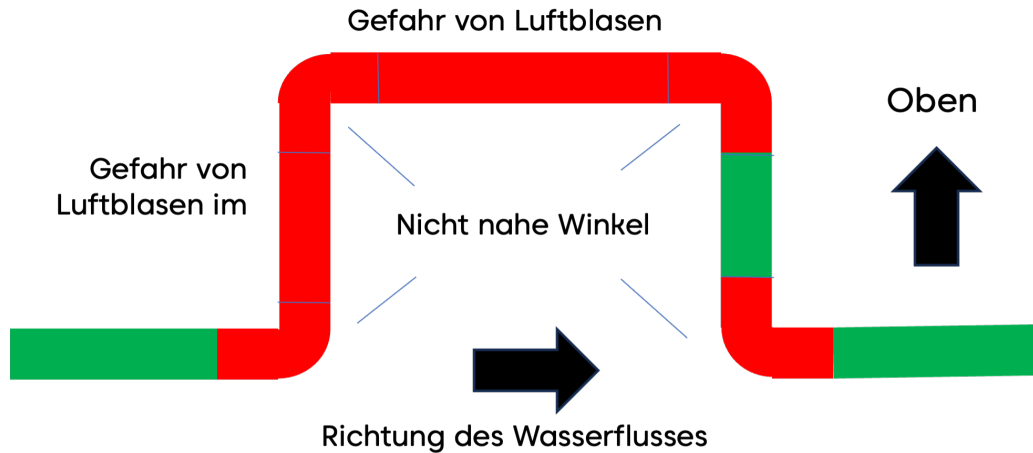 Gefahr von Luftblasen
Oben
Gefahr von
Luftblasen im
Nicht nahe Winkel
Richtung des Wasserflusses